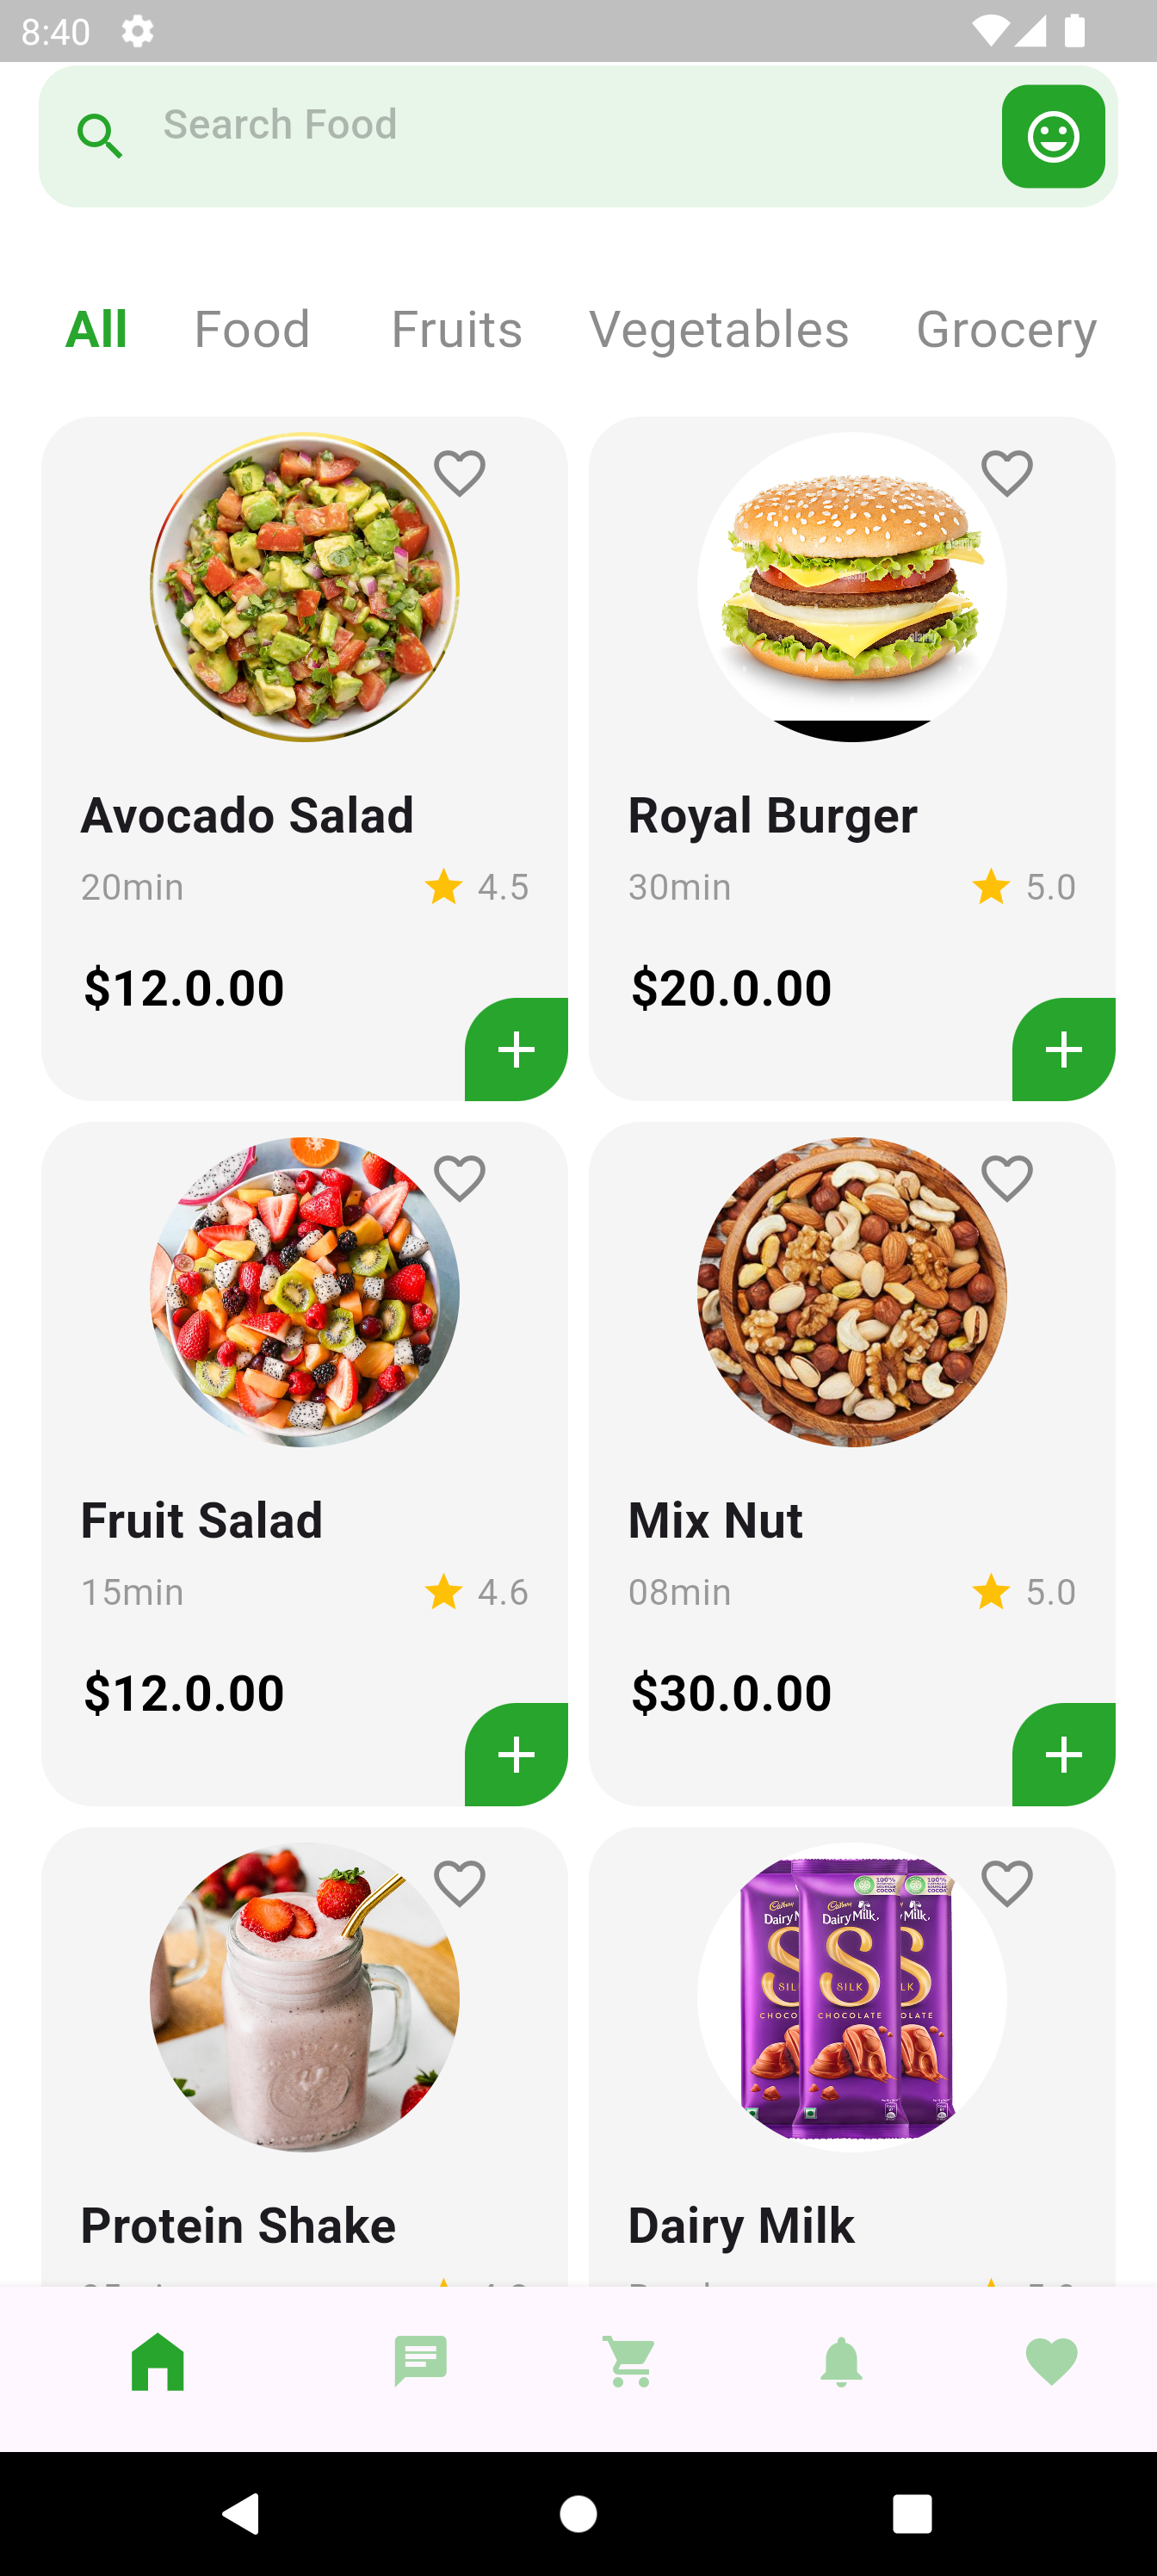 8:40
Search Food
All Food Fruits Vegetables Grocery
Avocado Salad
20min 4.5
$12.0.00
Royal Burger
30min 5.0
$20.0.00
Fruit Salad
15min 4.6
$12.0.00
Mix Nut
08min 5.0
$30.0.00
Protein Shake
Cadbury
Dairy Milk
SILK
CHOCOLATE
Dairy Milk